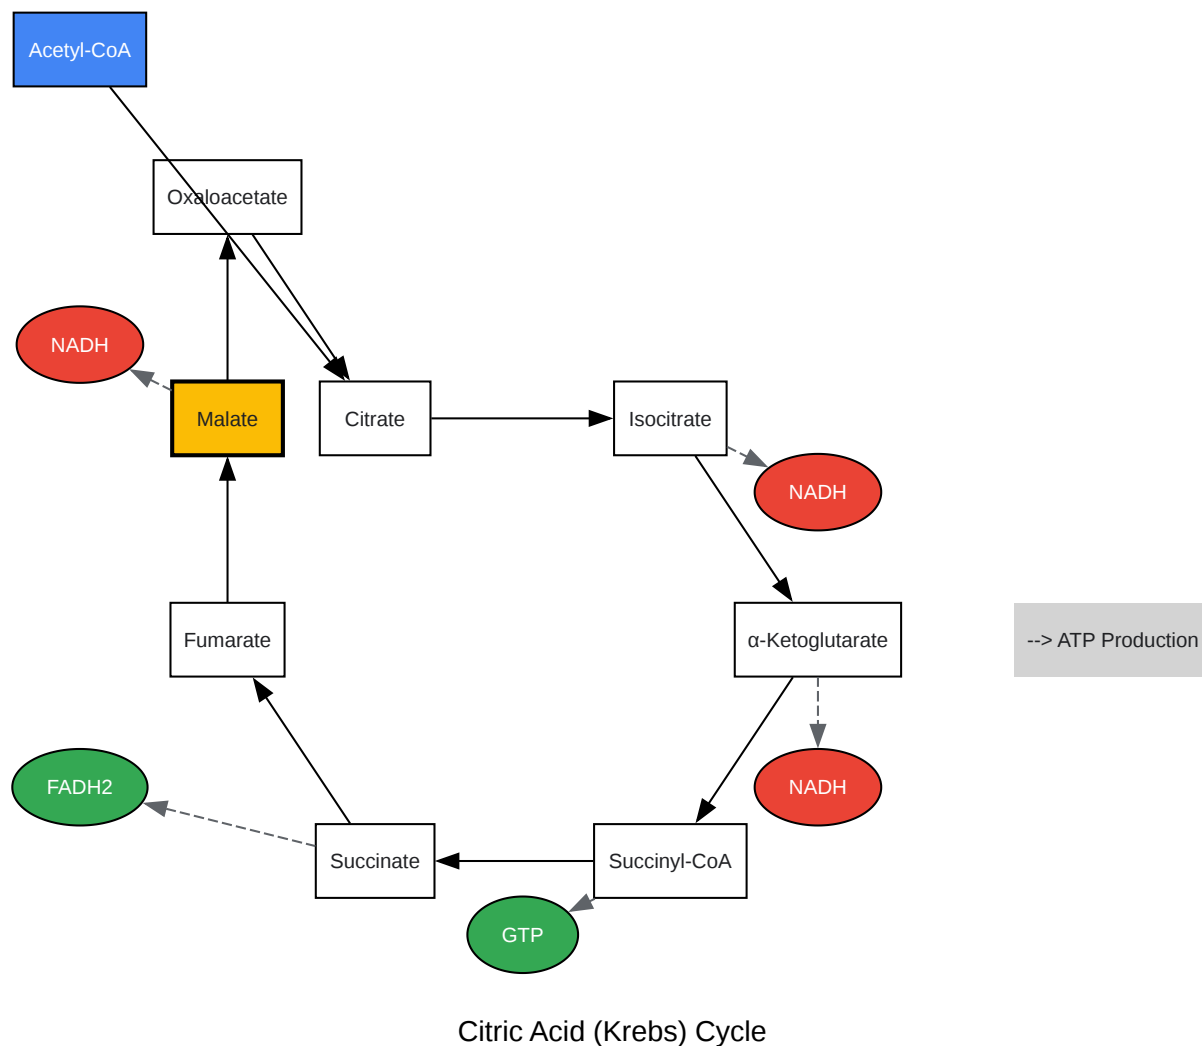 Acetyl-CoA
Oxaloacetate
NADH
Malate
Citrate
Isocitrate
NADH
Fumarate
α-Ketoglutarate
--> ATP Production
FADH2
NADH
Succinate
Succinyl-CoA
GTP
Citric Acid (Krebs) Cycle